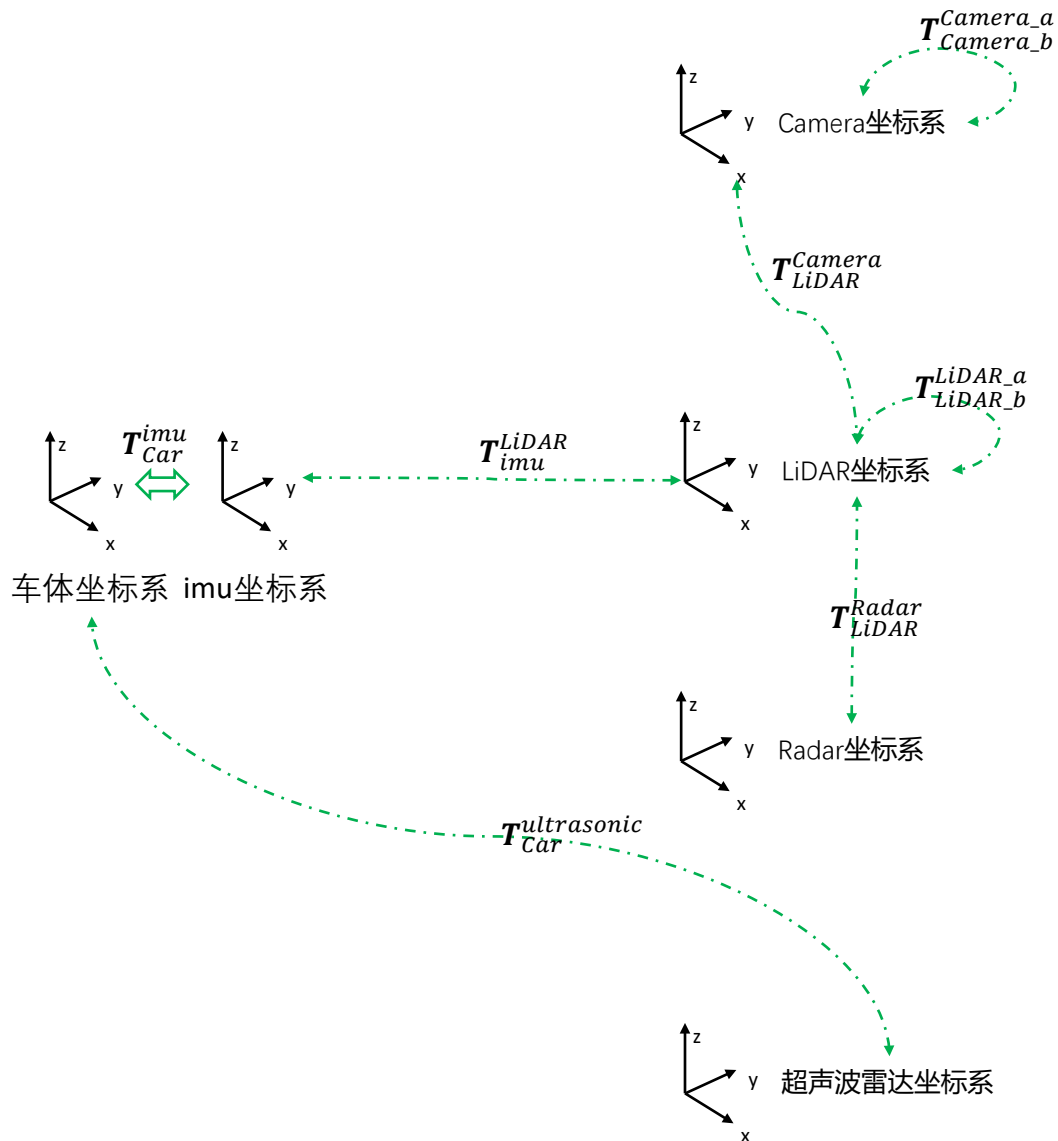 T^{Camera_a}_{Camera_b}
z
y
x
Camera坐标系
T^{Camera}_{LiDAR}
T^{LiDAR_a}_{LiDAR_b}
z
y
x
车体坐标系
T^{imu}_{Car}
z
y
x
imu坐标系
T^{LiDAR}_{imu}
z
y
x
LiDAR坐标系
T^{Radar}_{LiDAR}
z
y
x
Radar坐标系
T^{ultrasonic}_{Car}
z
y
x
超声波雷达坐标系